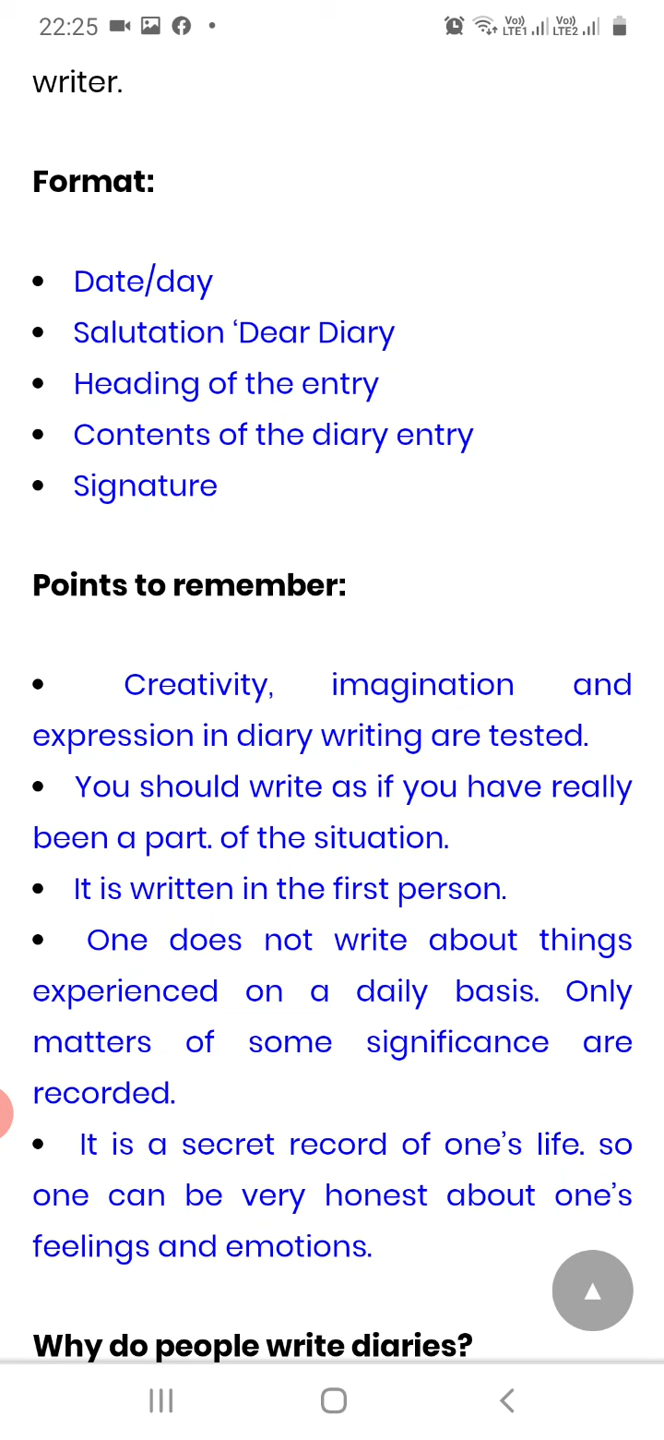 22:25
Vo)) LTE1 Vo)) LTE2
writer.
Format:
• Date/day
• Salutation ‘Dear Diary
• Heading of the entry
• Contents of the diary entry
• Signature
Points to remember:
• Creativity, imagination and
expression in diary writing are tested.
• You should write as if you have really
been a part. of the situation.
• It is written in the first person.
• One does not write about things
experienced on a daily basis. Only
matters of some significance are
recorded.
• It is a secret record of one’s life. so
one can be very honest about one’s
feelings and emotions.
Why do people write diaries?